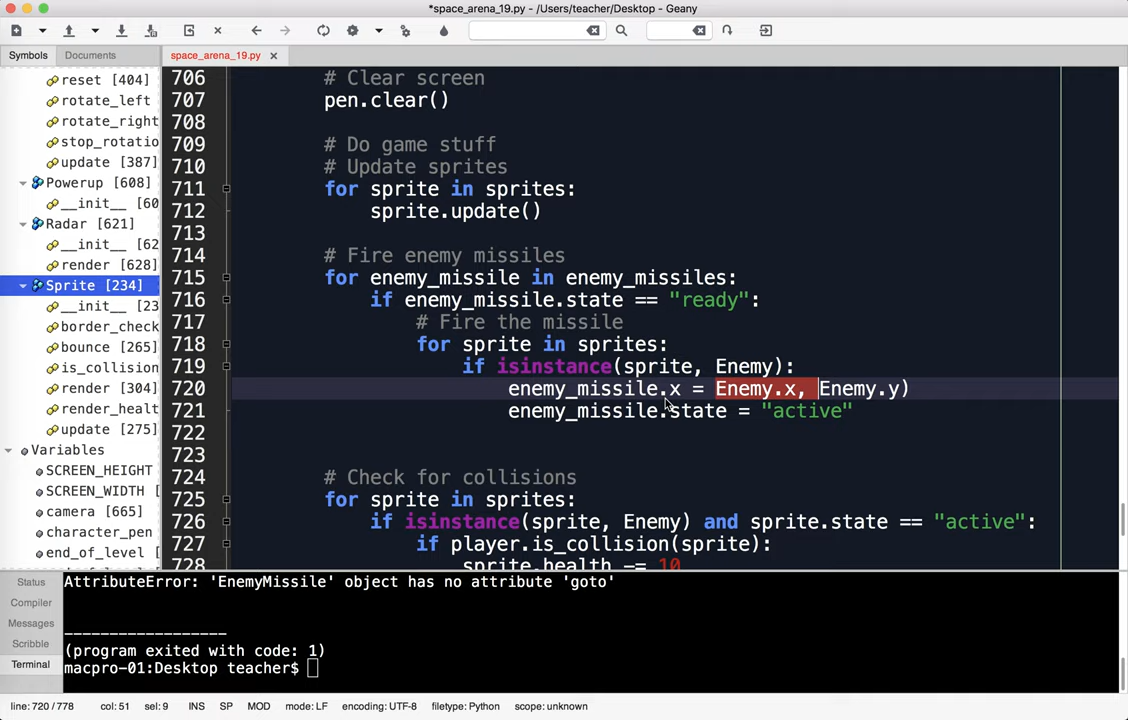 *space_arena_19.py - /Users/teacher/Desktop - Geany
Symbols
Documents
space_arena_19.py
reset [404]
rotate_left
rotate_right
stop_rotatio
update [387]
Powerup [608]
__init__ [60
Radar [621]
__init__ [62
render [628]
Sprite [234]
__init__ [23
border_check
bounce [265]
is_collision
render [304]
render_healt
update [275]
Variables
SCREEN_HEIGHT
SCREEN_WIDTH [
camera [665]
character_pen
end_of_level [
706 # Clear screen
707 pen.clear()
708
709 # Do game stuff
710 # Update sprites
711 for sprite in sprites:
712 sprite.update()
713
714 # Fire enemy missiles
715 for enemy_missile in enemy_missiles:
716 if enemy_missile.state == "ready":
717 # Fire the missile
718 for sprite in sprites:
719 if isinstance(sprite, Enemy):
720 enemy_missile.x = Enemy.x, Enemy.y)
721 enemy_missile.state = "active"
722
723
724 # Check for collisions
725 for sprite in sprites:
726 if isinstance(sprite, Enemy) and sprite.state == "active":
727 if player.is_collision(sprite):
728 sprite.health -= 10
Status
Compiler
Messages
Scribble
Terminal
AttributeError: 'EnemyMissile' object has no attribute 'goto'
------------------
(program exited with code: 1)
macpro-01:Desktop teacher$
line: 720 / 778 col: 51 sel: 9 INS SP MOD mode: LF encoding: UTF-8 filetype: Python scope: unknown